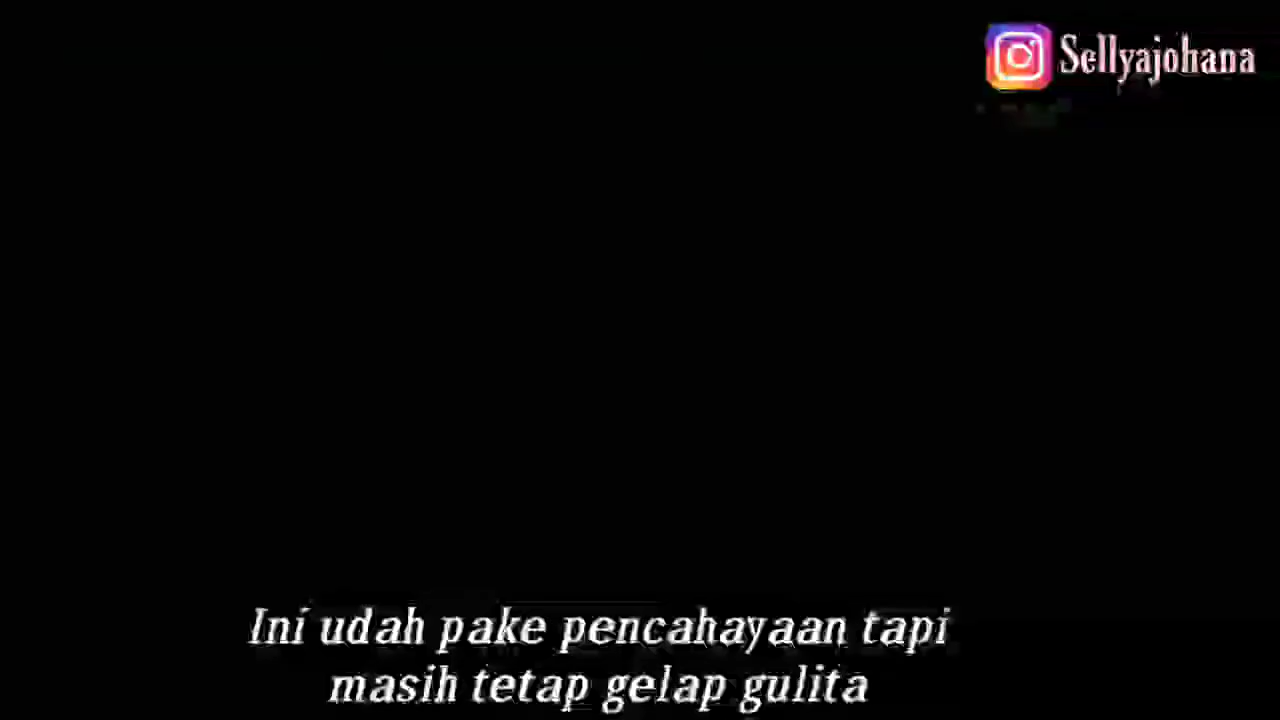 Sellyajohana
Ini udah pake pencahayaan tapi
masih tetap gelap gulita